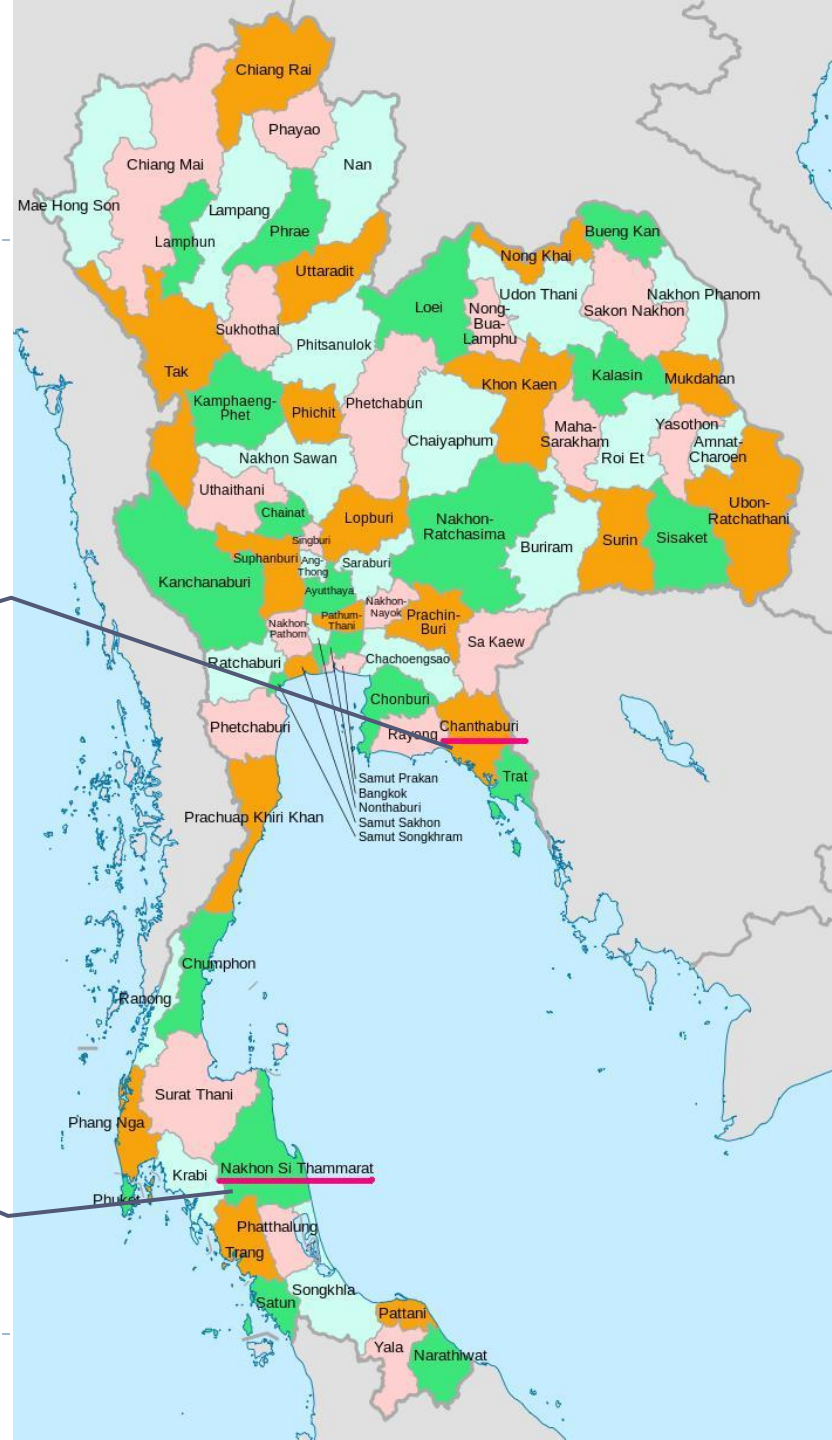 Chiang Rai
Phayao
Chiang Mai
Nan
Mae Hong Son
Lampang
Lamphun
Phrae
Bueng Kan
Nong Khai
Uttaradit
Udon Thani
Nakhon Phanom
Loei
Nong-
Bua-
Lamphu
Sakon Nakhon
Sukhothai
Phitsanulok
Tak
Khon Kaen
Kalasin
Mukdahan
Kamphaeng-
Phet
Phichit
Phetchabun
Chaiyaphum
Maha-
Sarakham
Roi Et
Yasothon
Amnat-
Charoen
Nakhon Sawan
Uthaithani
Chainat
Lopburi
Nakhon-
Ratchasima
Buriram
Surin
Sisaket
Ubon-
Ratchathani
Singburi
Suphanburi
Ang-
Thong
Saraburi
Kanchanaburi
Ayutthaya
Nakhon-
Nayok
Prachin-
Buri
Nakhon-
Pathom
Pathum-
Thani
Sa Kaew
Ratchaburi
Chachoengsao
Chonburi
Phetchaburi
Rayong
Chanthaburi
Trat
Samut Prakan
Bangkok
Nonthaburi
Samut Sakhon
Samut Songkhram
Prachuap Khiri Khan
Chumphon
Ranong
Surat Thani
Phang Nga
Krabi
Nakhon Si Thammarat
Phuket
Phatthalung
Trang
Songkhla
Satun
Pattani
Yala
Narathiwat